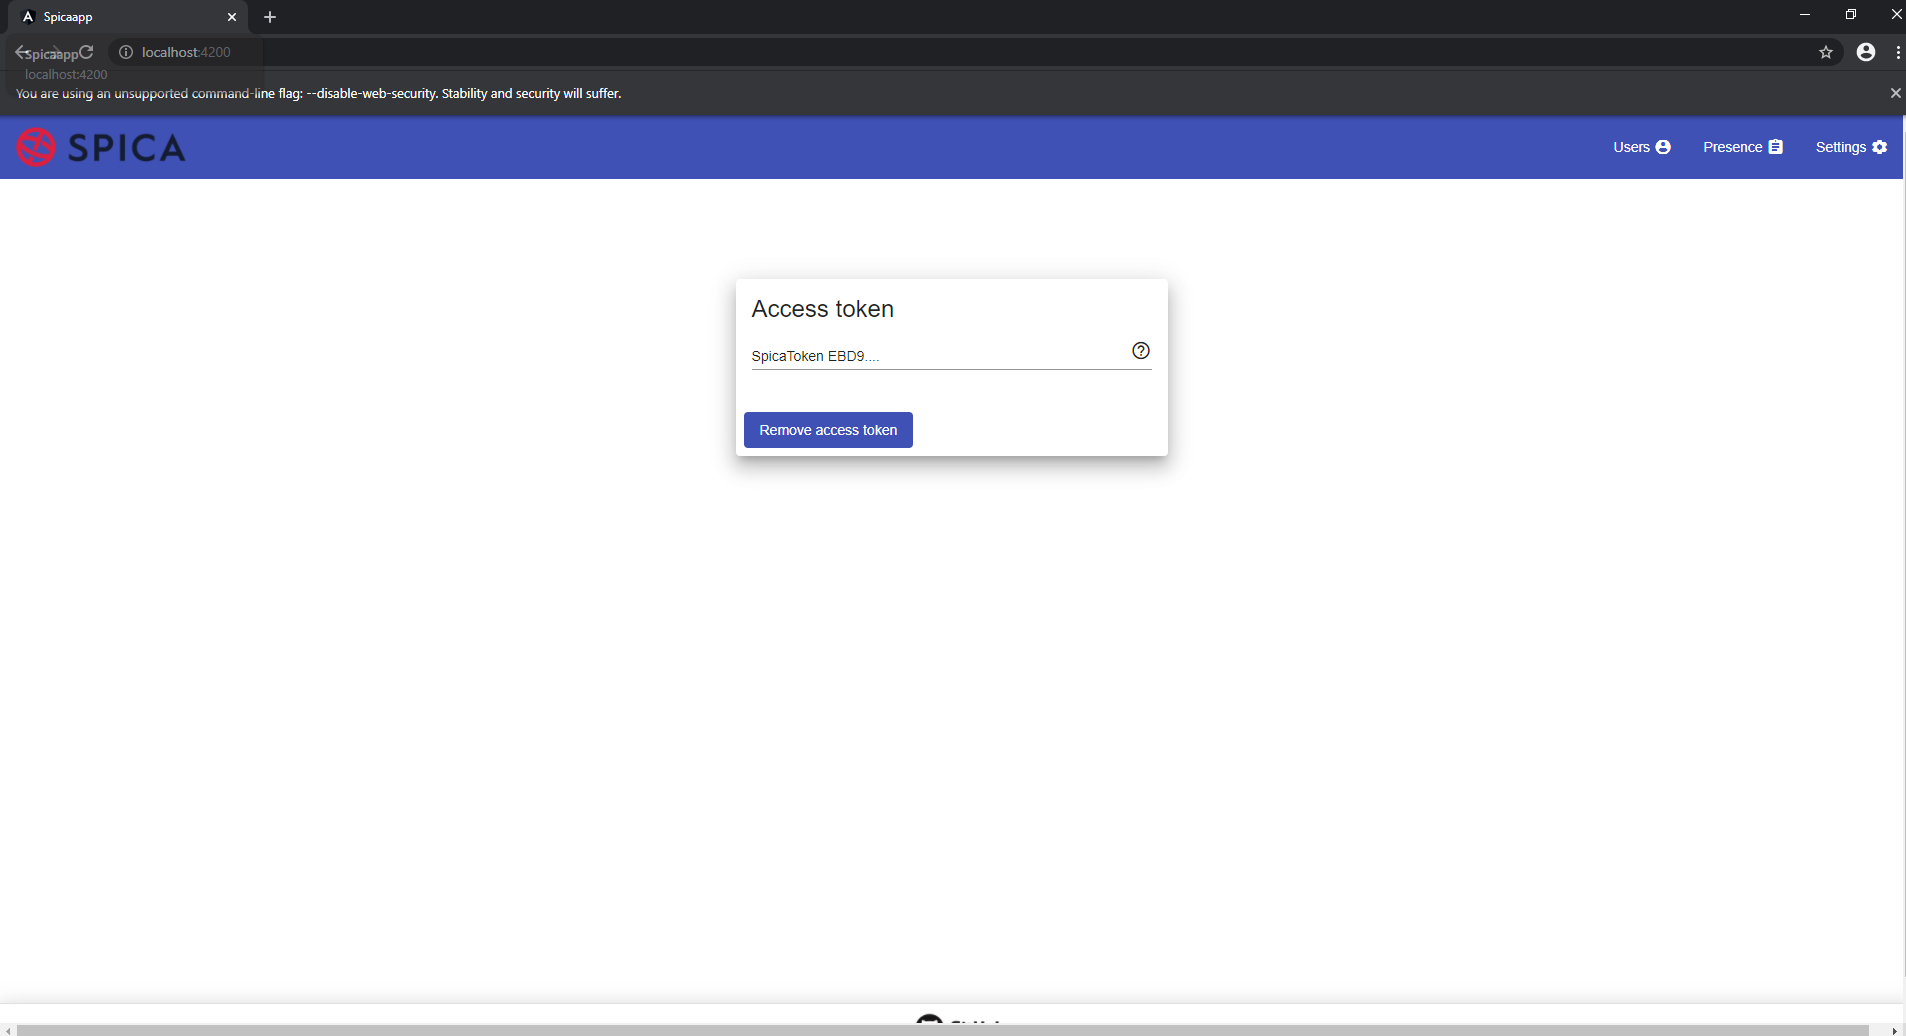 Spicaapp
localhost:4200
Spicaapp
localhost:4200
You are using an unsupported command-line flag: --disable-web-security. Stability and security will suffer.
SPICA
Users
Presence
Settings
Access token
SpicaToken EBD9....
Remove access token